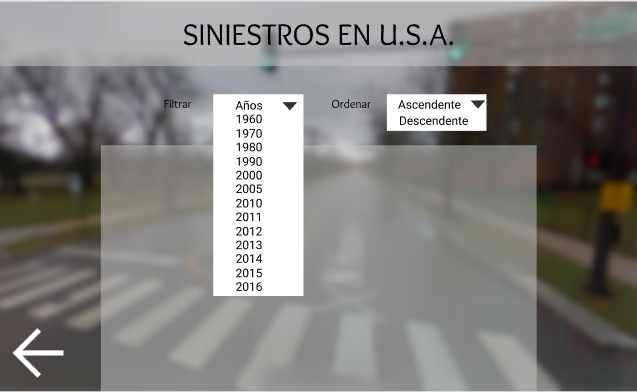 SINIESTROS EN U.S.A.
Filtrar
Años
1960
1970
1980
1990
2000
2005
2010
2011
2012
2013
2014
2015
2016
Ordenar
Ascendente
Descendente